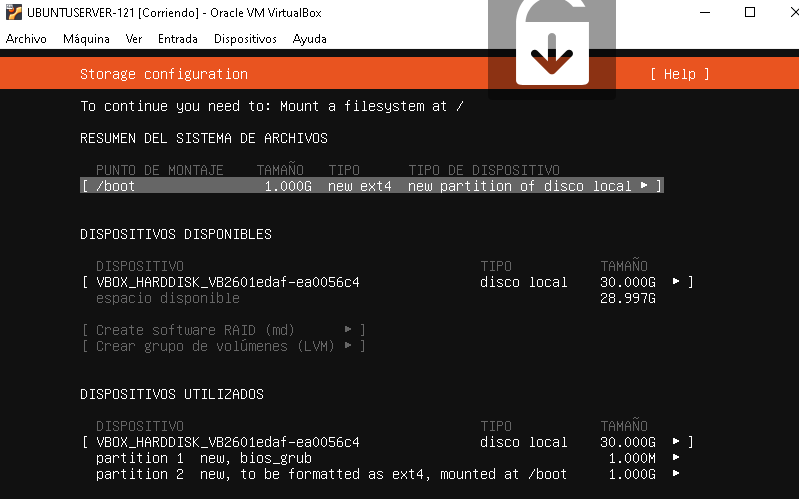 UBUNTUSERVER-121 [Corriendo] - Oracle VM VirtualBox
Archivo Máquina Ver Entrada Dispositivos Ayuda
Storage configuration [ Help ]
To continue you need to: Mount a filesystem at /
RESUMEN DEL SISTEMA DE ARCHIVOS
PUNTO DE MONTAJE TAMAÑO TIPO TIPO DE DISPOSITIVO
[ /boot 1.000G new ext4 new partition of disco local ▸ ]
DISPOSITIVOS DISPONIBLES
DISPOSITIVO TIPO TAMAÑO
[ VBOX_HARDDISK_VB2601edaf-ea0056c4 disco local 30.000G ▸ ]
espacio disponible 28.997G
[ Create software RAID (md) ▸ ]
[ Crear grupo de volúmenes (LVM) ▸ ]
DISPOSITIVOS UTILIZADOS
DISPOSITIVO TIPO TAMAÑO
[ VBOX_HARDDISK_VB2601edaf-ea0056c4 disco local 30.000G ▸ ]
partition 1 new, bios_grub 1.000M ▸
partition 2 new, to be formatted as ext4, mounted at /boot 1.000G ▸